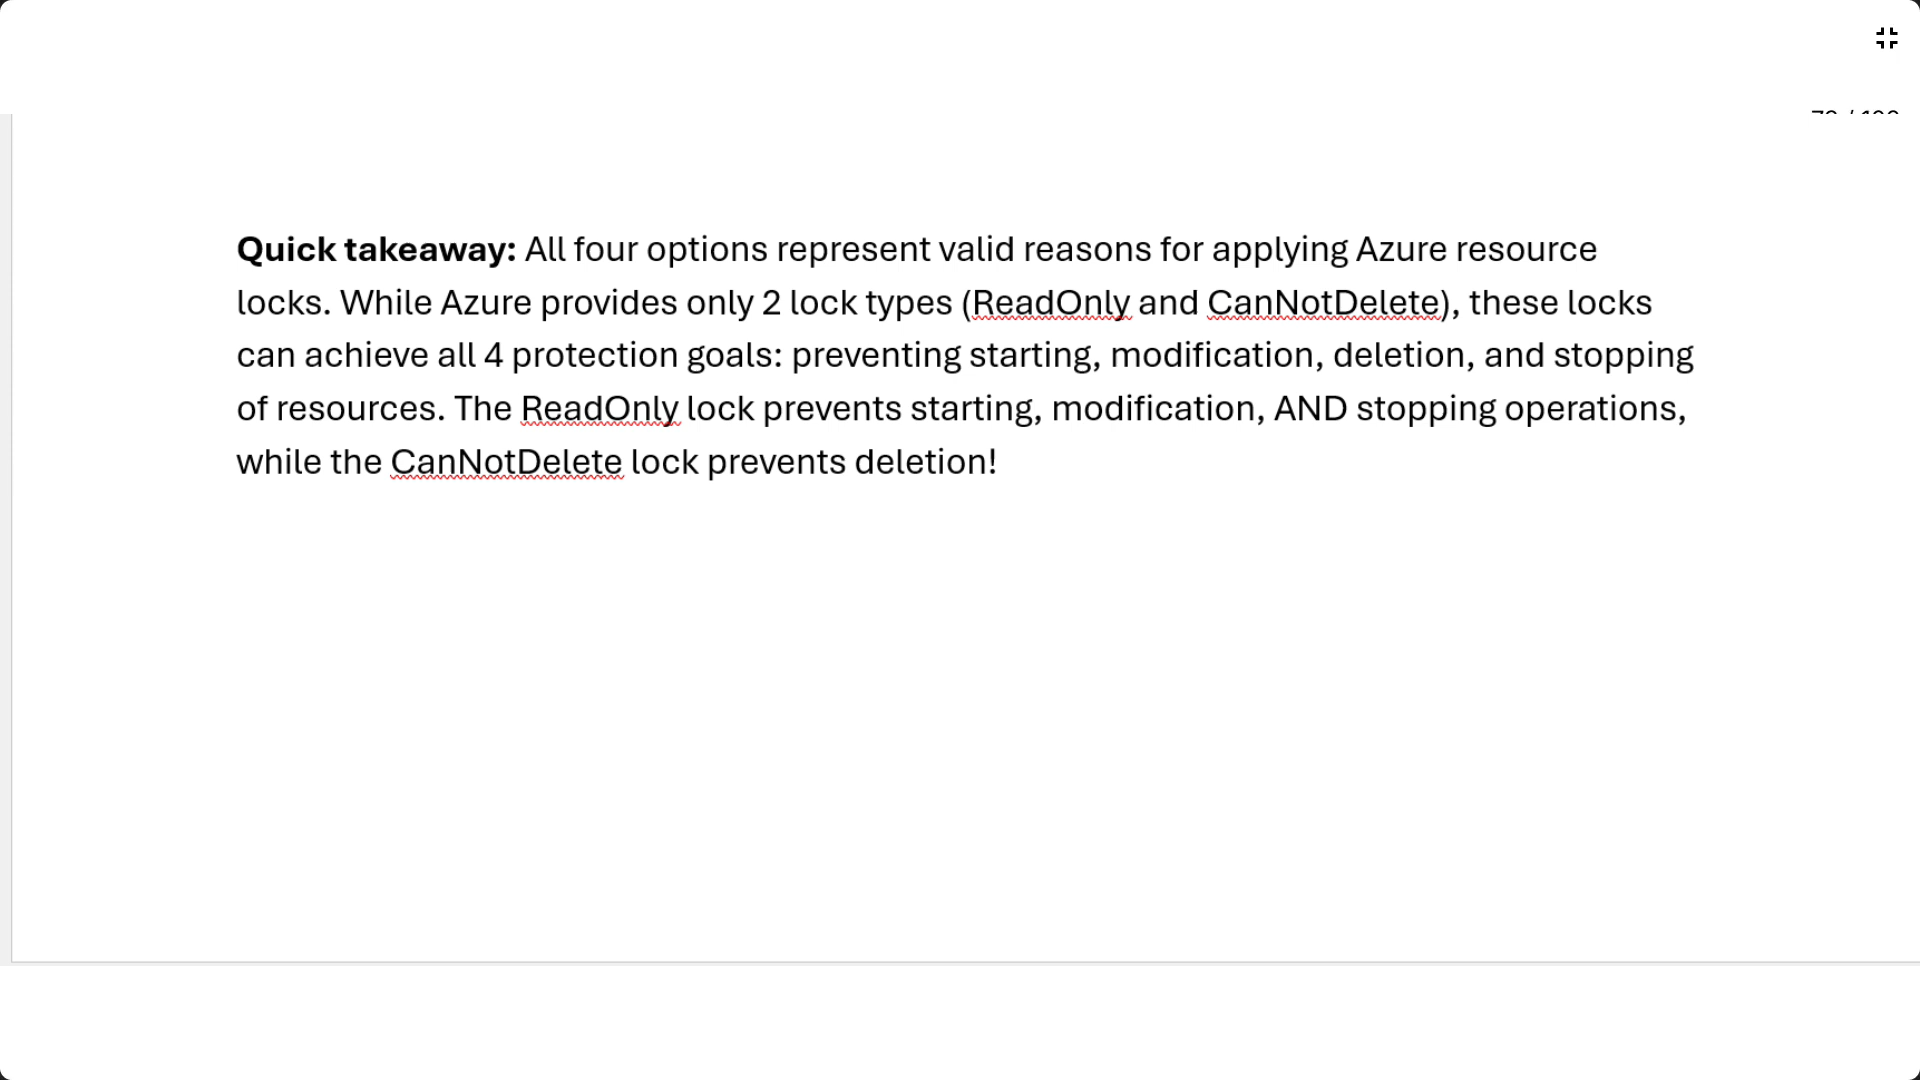 Quick takeaway: All four options represent valid reasons for applying Azure resource
locks. While Azure provides only 2 lock types (ReadOnly and CanNotDelete), these locks
can achieve all 4 protection goals: preventing starting, modification, deletion, and stopping
of resources. The ReadOnly lock prevents starting, modification, AND stopping operations,
while the CanNotDelete lock prevents deletion!